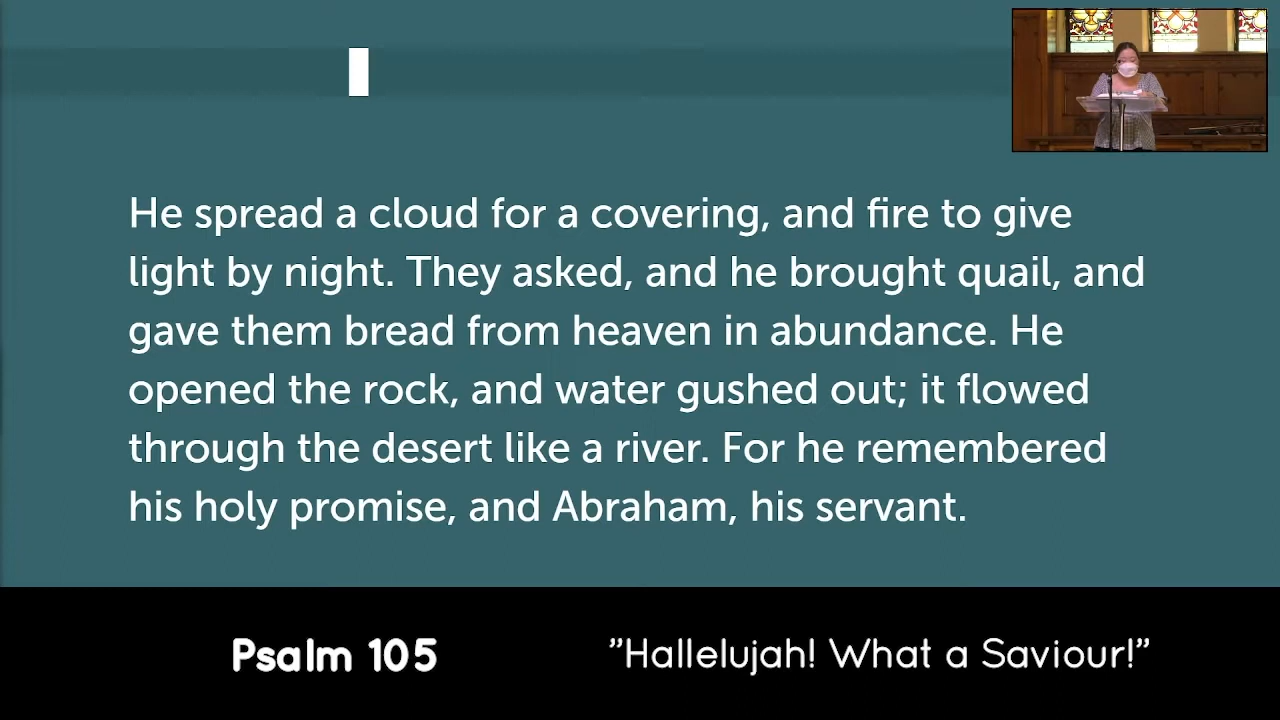 He spread a cloud for a covering, and fire to give
light by night. They asked, and he brought quail, and
gave them bread from heaven in abundance. He
opened the rock, and water gushed out; it flowed
through the desert like a river. For he remembered
his holy promise, and Abraham, his servant.
Psalm 105
”Hallelujah! What a Saviour!”